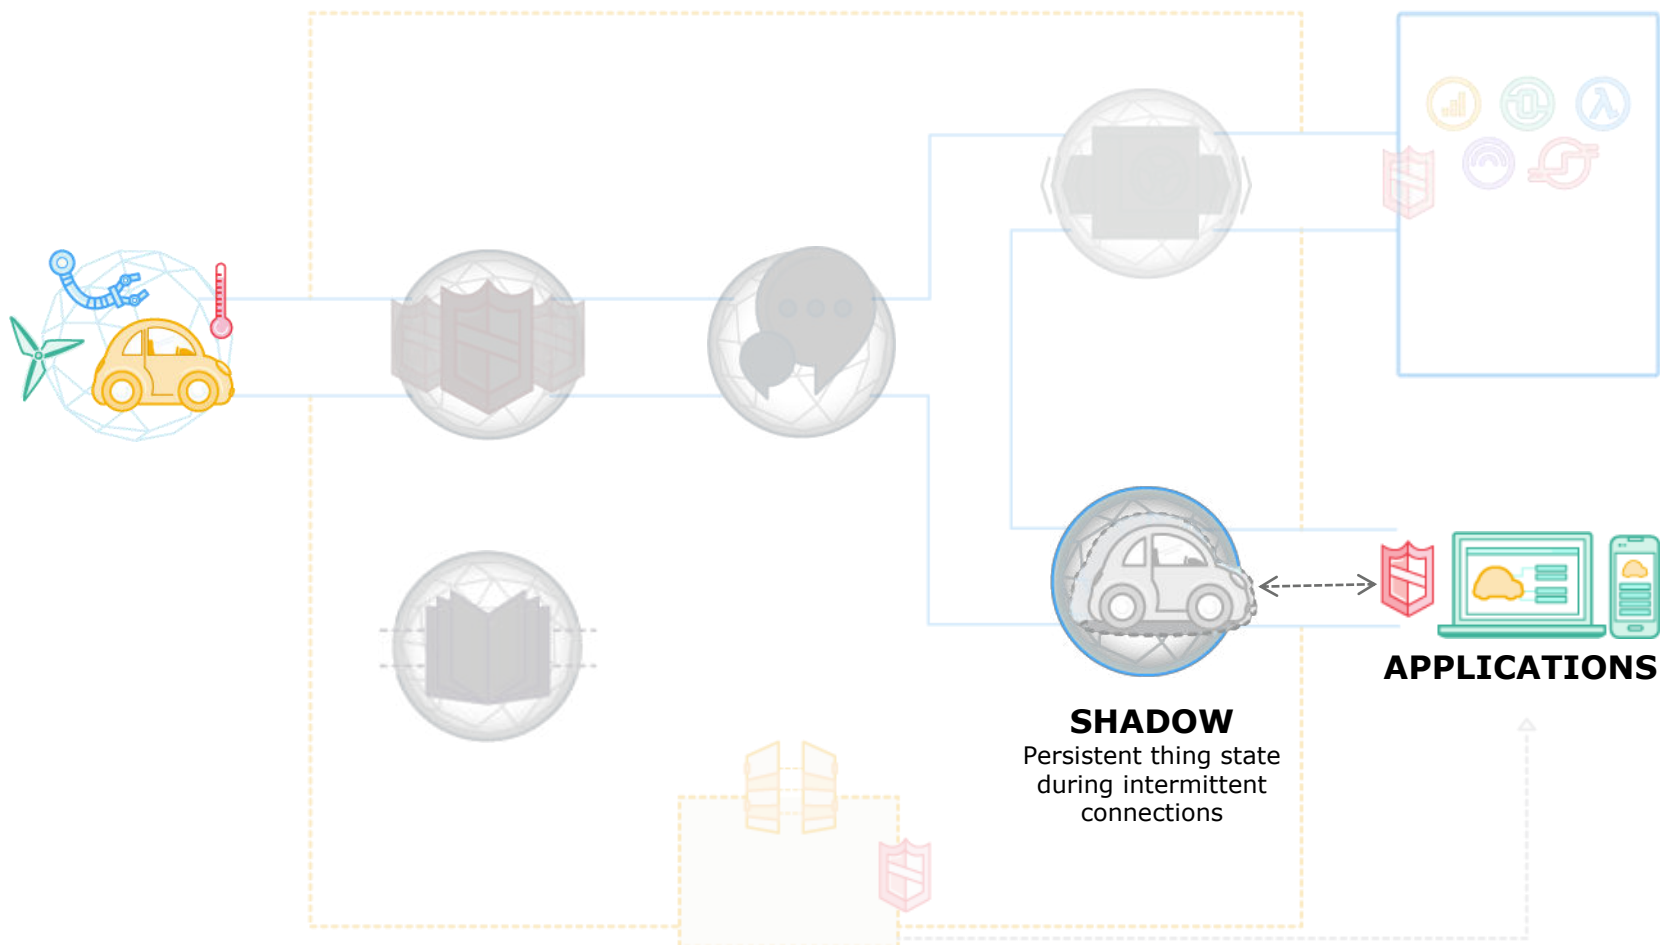 APPLICATIONS
SHADOW
Persistent thing state
during intermittent
connections